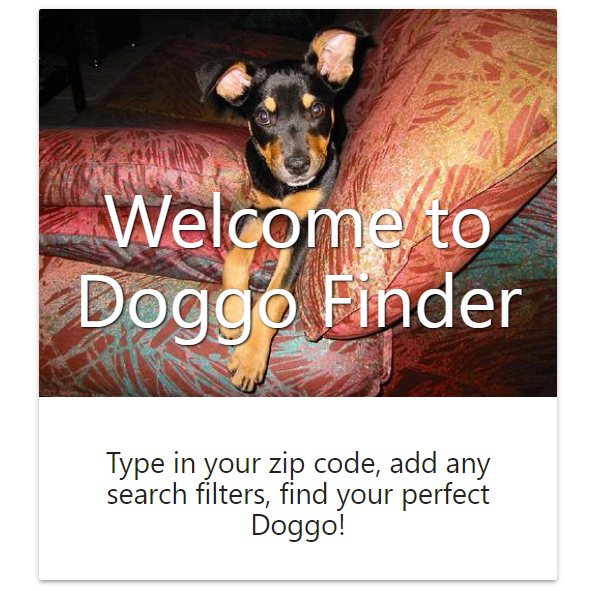 Welcome to
Doggo Finder
Type in your zip code, add any
search filters, find your perfect
Doggo!